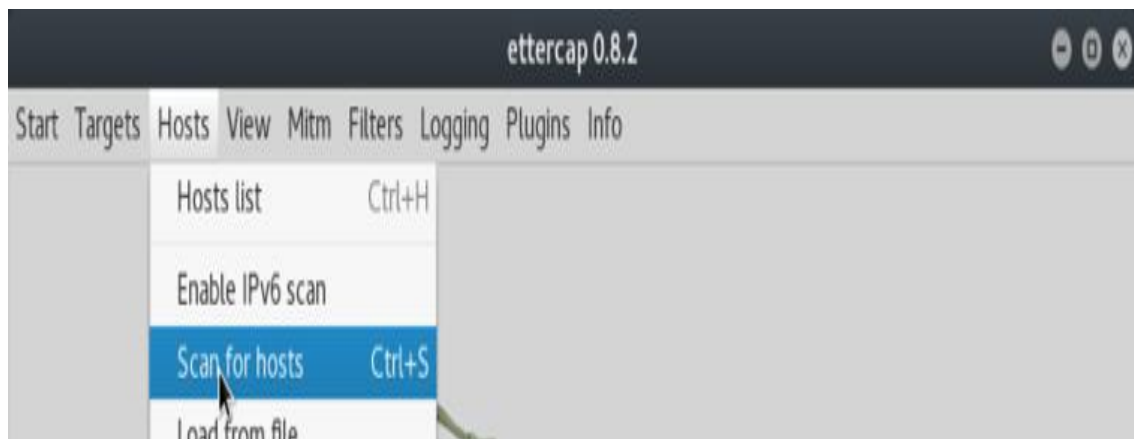 ettercap 0.8.2
Start Targets Hosts View Mitm Filters Logging Plugins Info
Hosts list Ctrl+H
Enable IPv6 scan
Scan for hosts Ctrl+S
Load from file